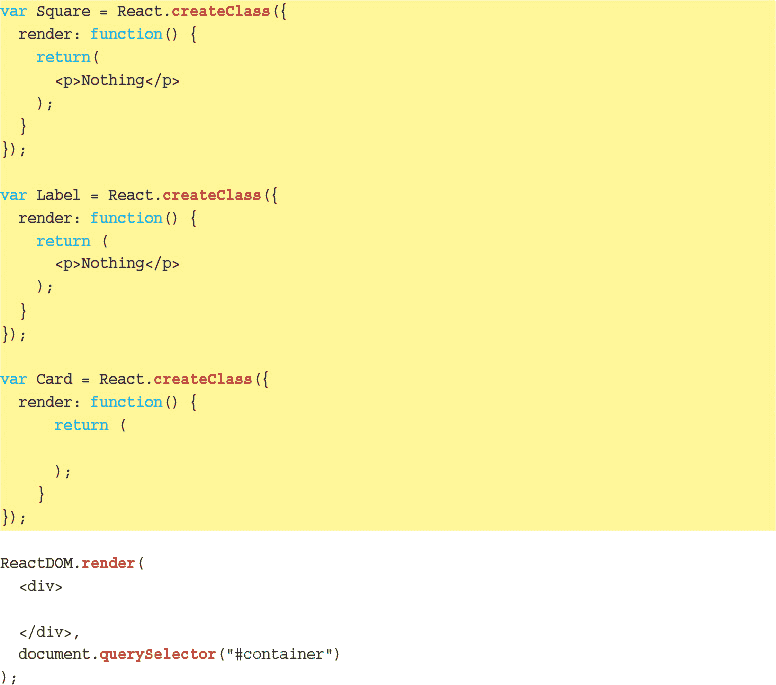 var Square = React.createClass({
  render: function() {
    return(
      <p>Nothing</p>
    );
  }
});

var Label = React.createClass({
  render: function() {
    return (
      <p>Nothing</p>
    );
  }
});

var Card = React.createClass({
  render: function() {
      return (

      );
    }
});

ReactDOM.render(
  <div>

  </div>,
  document.querySelector("#container")
);